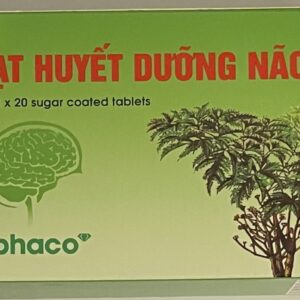 ẠT HUYẾT DƯỠNG NÃO
x 20 sugar coated tablets
phaco